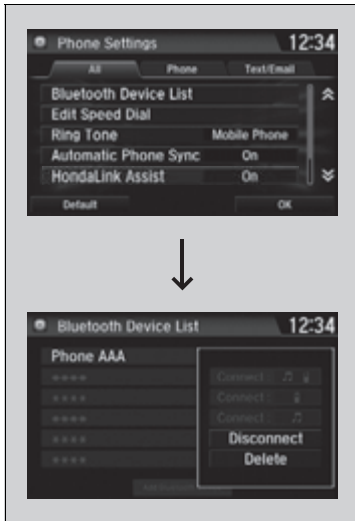 Phone Settings 12:34
All Phone Text/Email
Bluetooth Device List
Edit Speed Dial
Ring Tone Mobile Phone
Automatic Phone Sync On
HondaLink Assist On
Default OK
Bluetooth Device List 12:34
Phone AAA
****
**** Connect
**** Connect
**** Connect
**** Disconnect
Delete